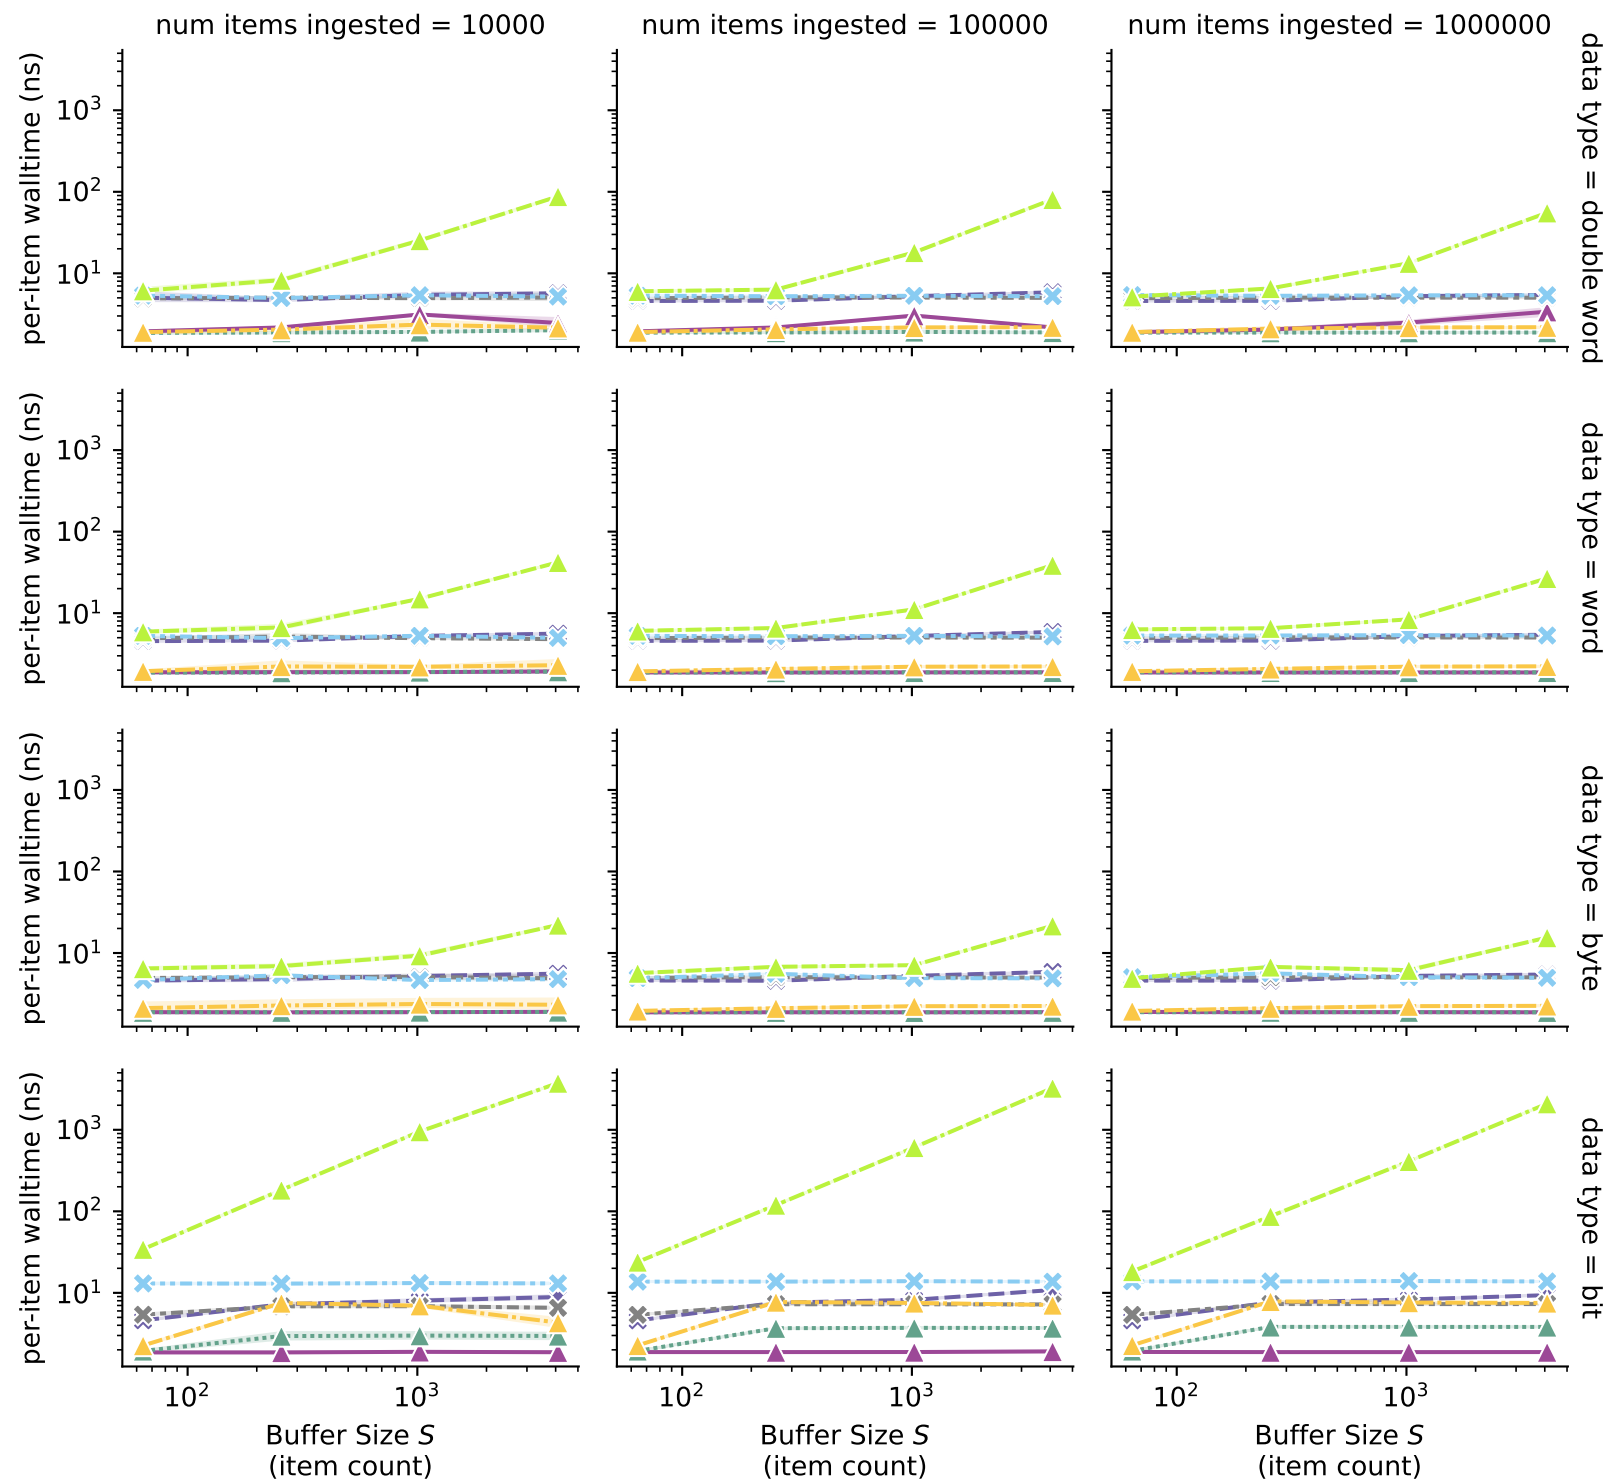 num items ingested = 10000
num items ingested = 100000
num items ingested = 1000000
per-item walltime (ns)
10³
10²
10¹
data type = double word
per-item walltime (ns)
10³
10²
10¹
data type = word
per-item walltime (ns)
10³
10²
10¹
data type = byte
per-item walltime (ns)
10³
10²
10¹
data type = bit
10² 10³
10² 10³
10² 10³
Buffer Size S
(item count)
Buffer Size S
(item count)
Buffer Size S
(item count)